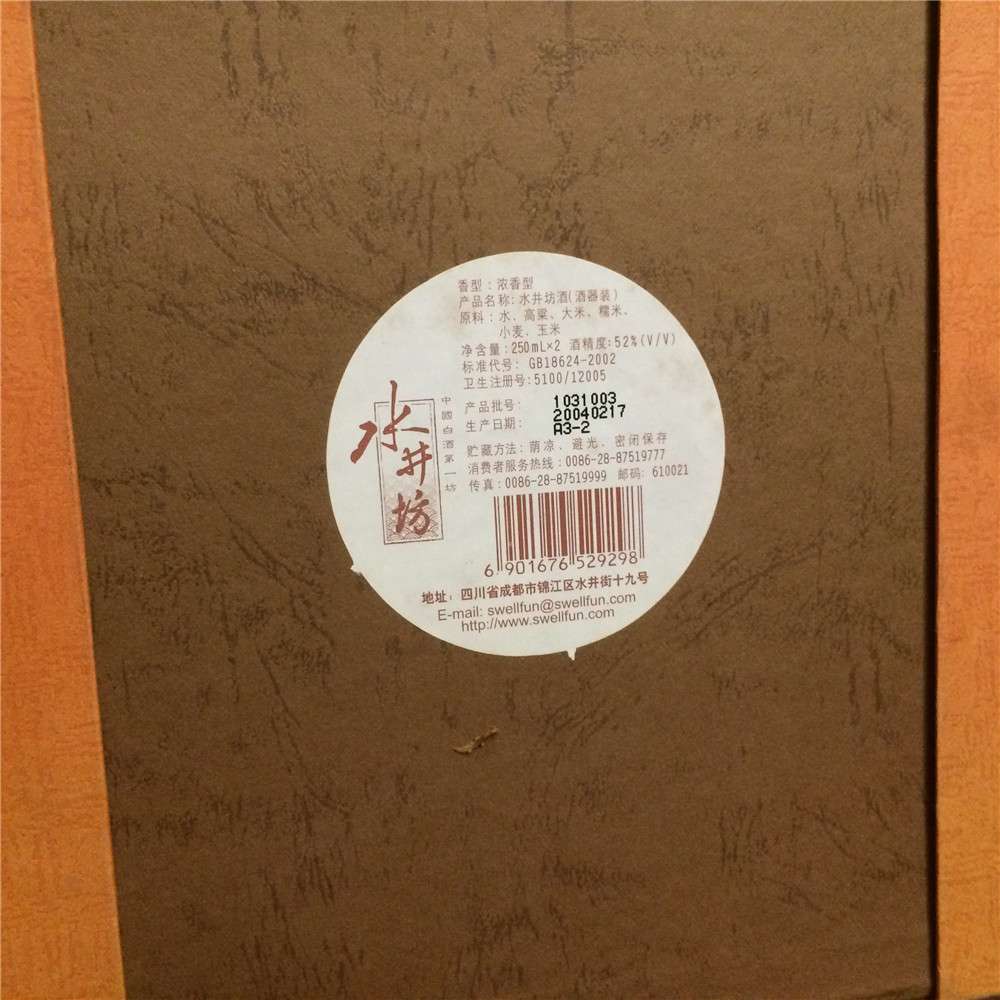 香型：浓香型
产品名称：水井坊酒（酒器装）
原料：水、高粱、大米、糯米、
小麦、玉米
净含量：250mL×2 酒精度：52%(V/V)
标准代号：GB18624-2002
卫生注册号：5100/12005
产品批号：1031003
生产日期：20040217
A3-2
贮藏方法：荫凉、避光、密闭保存
消费者服务热线：0086-28-87519777
传真：0086-28-87519999 邮码：610021
水井坊
中國白酒第一坊
6 901676 529298
地址：四川省成都市锦江区水井街十九号
E-mail: swellfun@swellfun.com
http://www.swellfun.com